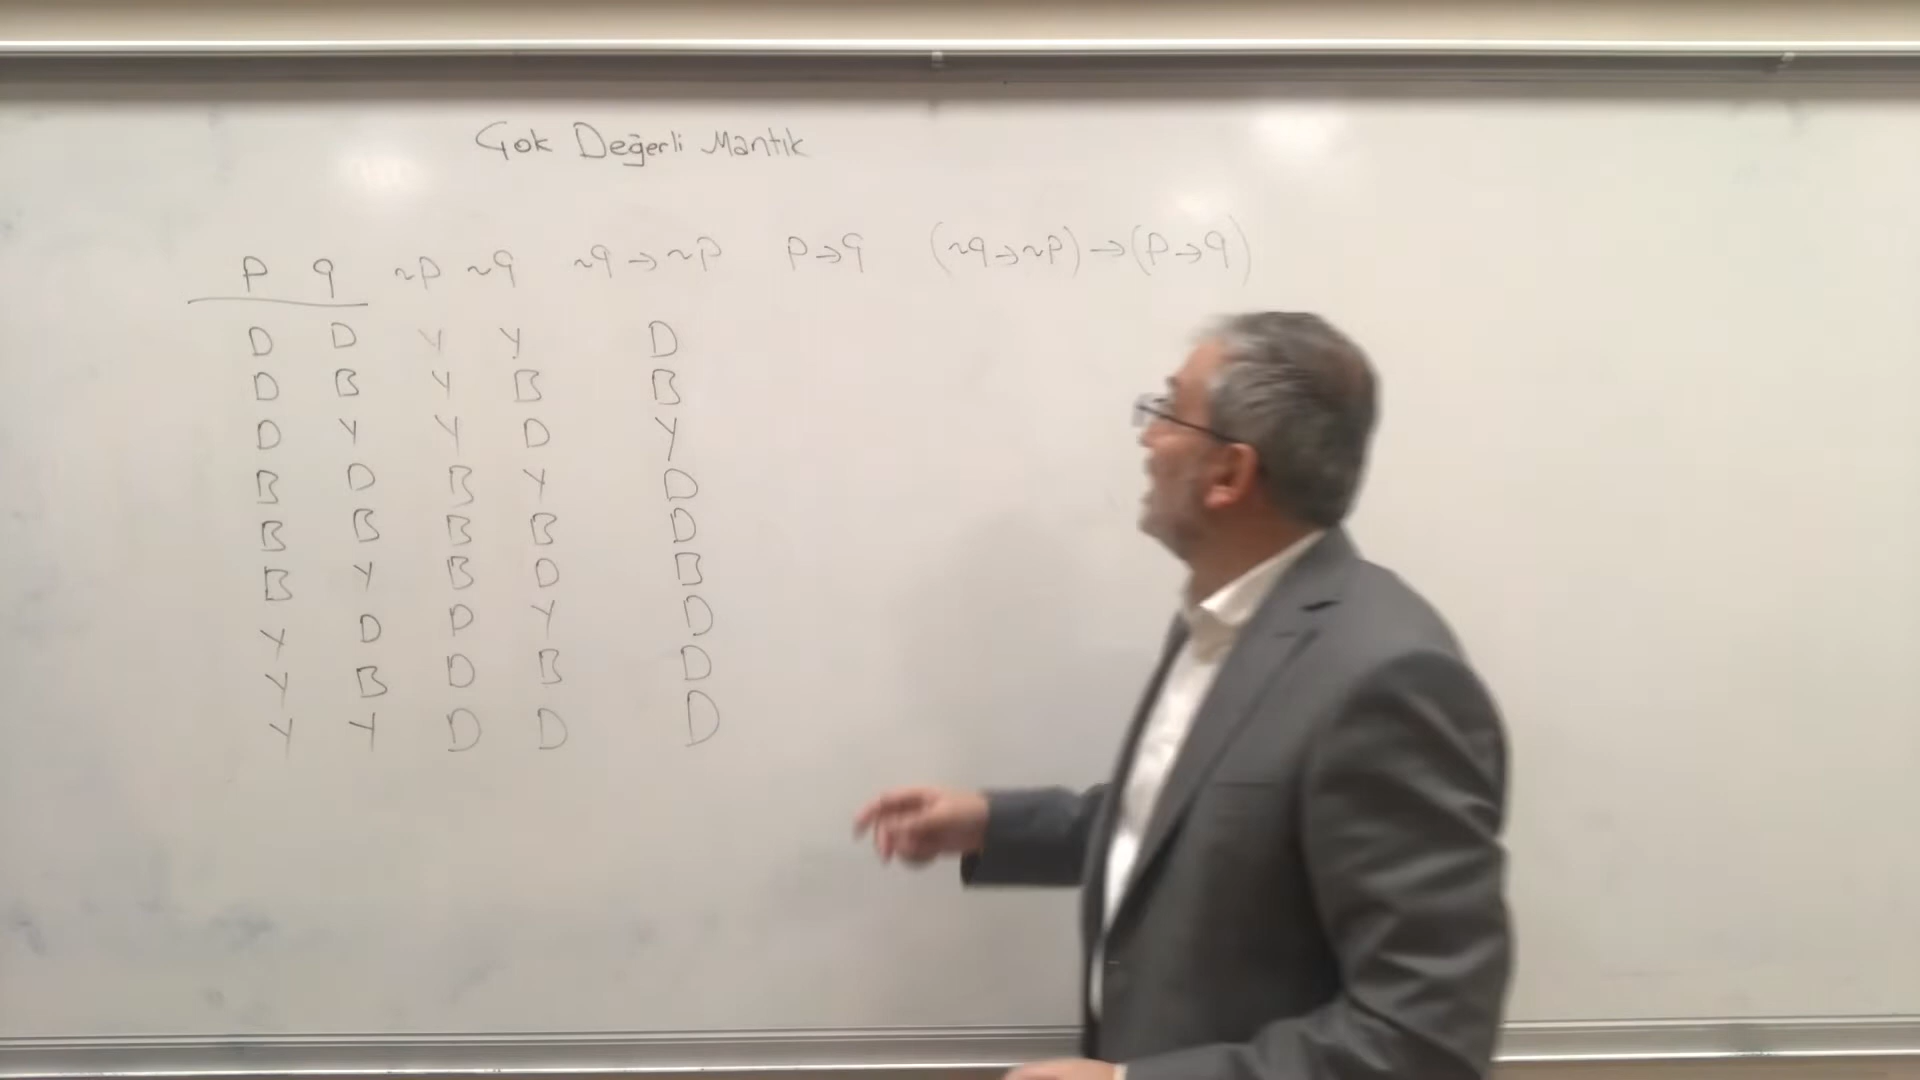 Çok Değerli Mantık
P q ~P ~q ~q→~P P→q (~q→~P)→(P→q)
D D Y Y D
D B Y B B
D Y Y D Y
B D B Y D
B B B B D
B Y B D B
Y D D Y D
Y B D B D
Y Y D D D